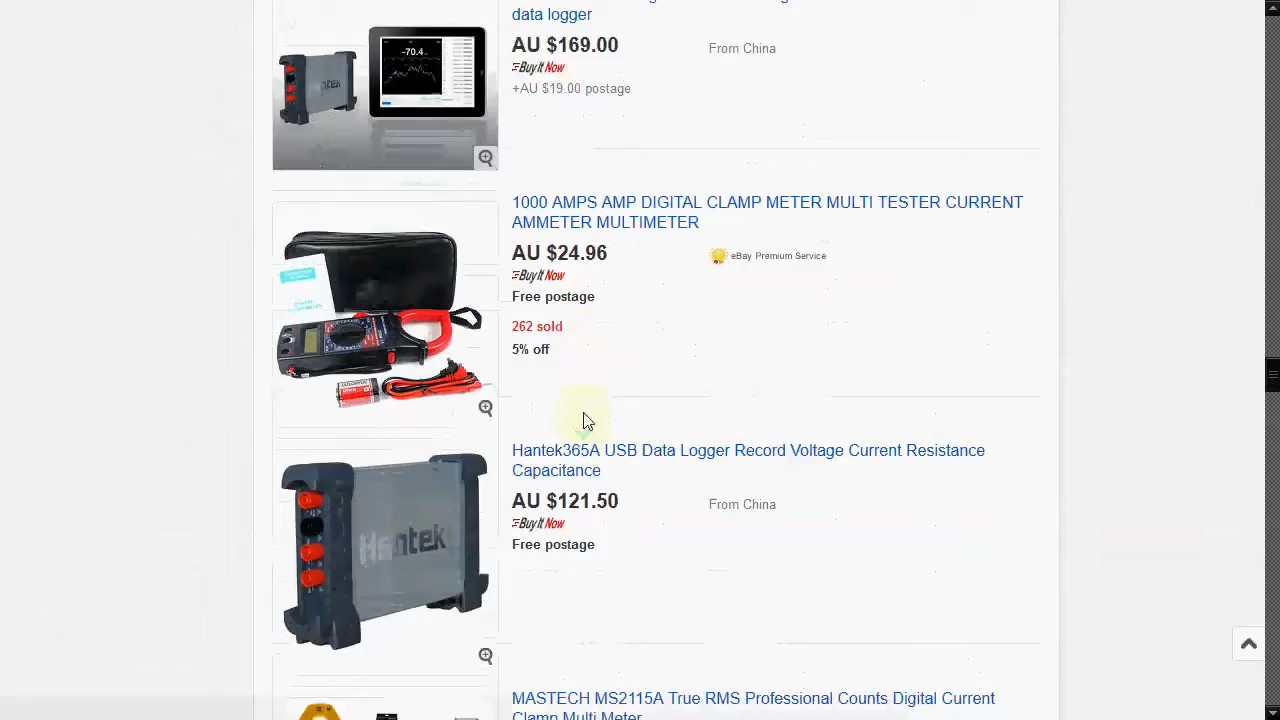 data logger
AU $169.00
From China
Buy It Now
+AU $19.00 postage
-70.4
Hantek
1000 AMPS AMP DIGITAL CLAMP METER MULTI TESTER CURRENT
AMMETER MULTIMETER
AU $24.96
eBay Premium Service
Buy It Now
Free postage
262 sold
5% off
Hantek365A USB Data Logger Record Voltage Current Resistance
Capacitance
AU $121.50
From China
Buy It Now
Free postage
Hantek
MASTECH MS2115A True RMS Professional Counts Digital Current
Clamp Multi Meter